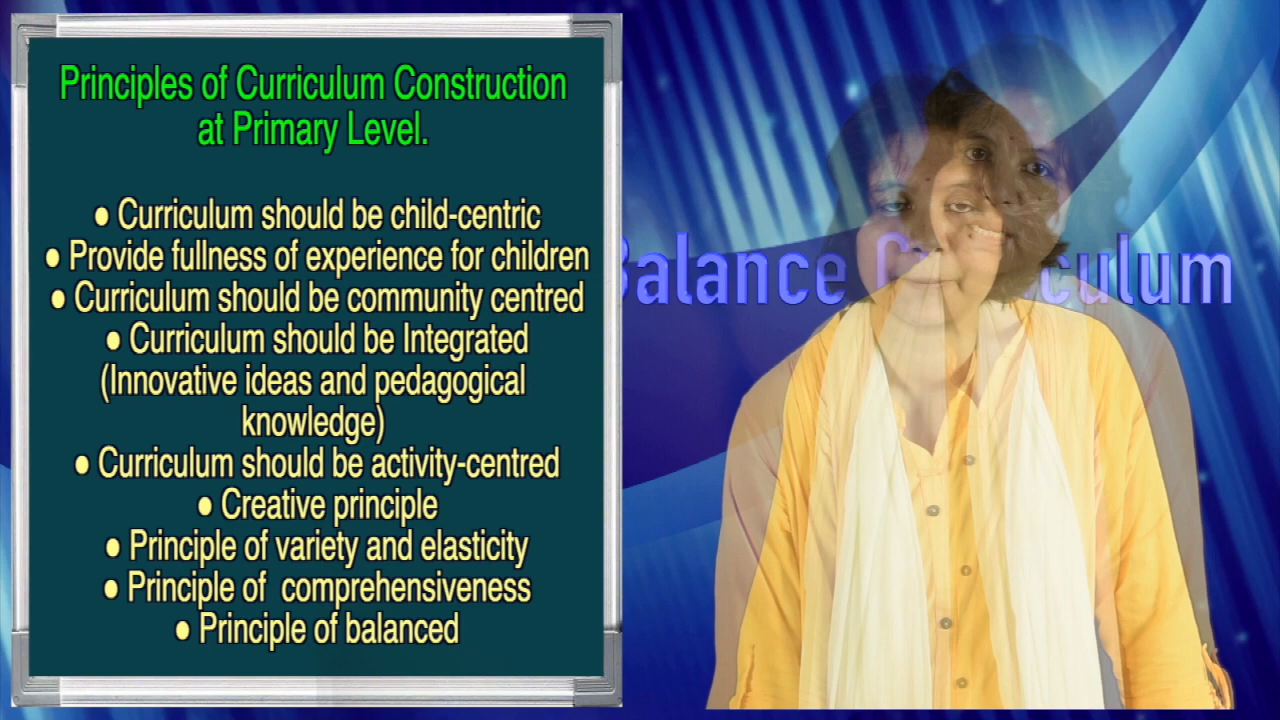 Principles of Curriculum Construction
at Primary Level.
● Curriculum should be child-centric
● Provide fullness of experience for children
● Curriculum should be community centred
● Curriculum should be Integrated
(Innovative ideas and pedagogical
knowledge)
● Curriculum should be activity-centred
● Creative principle
● Principle of variety and elasticity
● Principle of  comprehensiveness
● Principle of balanced
Balance Curriculum